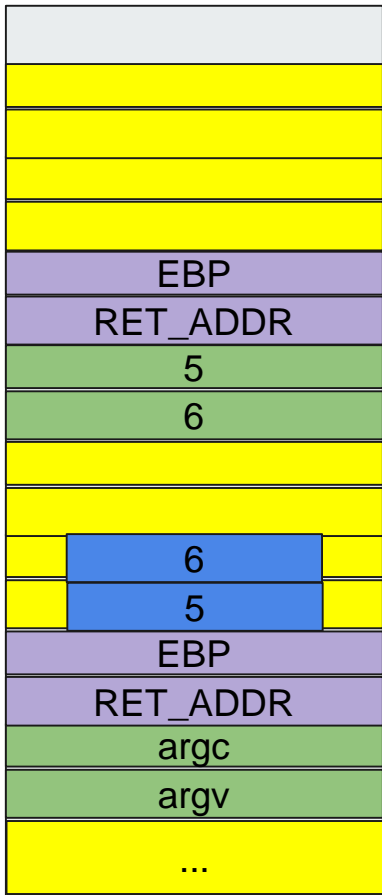 EBP
RET_ADDR
5
6
6
5
EBP
RET_ADDR
argc
argv
...